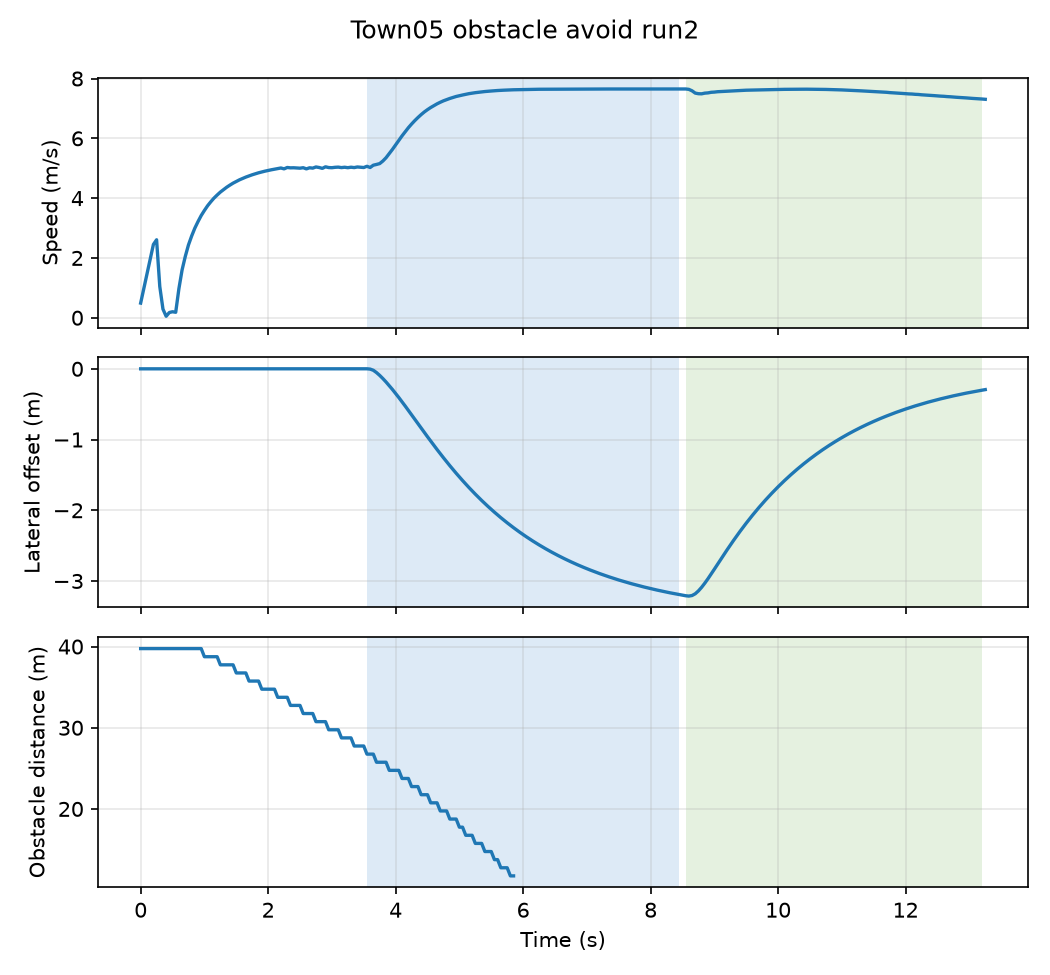 Town05 obstacle avoid run2
Speed (m/s)
8
6
4
2
0
Lateral offset (m)
0
−1
−2
−3
Obstacle distance (m)
40
30
20
0 2 4 6 8 10 12
Time (s)